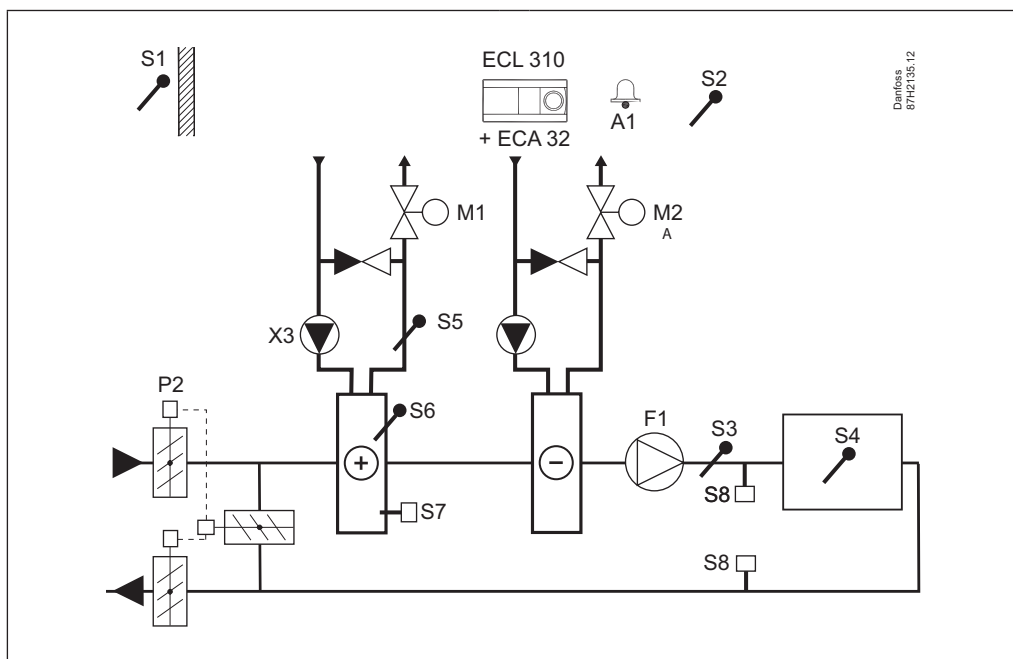 S1
ECL 310
+ ECA 32
A1
S2
Danfoss
87H2135.12
M1
M2
A
X3
S5
P2
S6
+
−
F1
S3
S4
S7
S8
S8